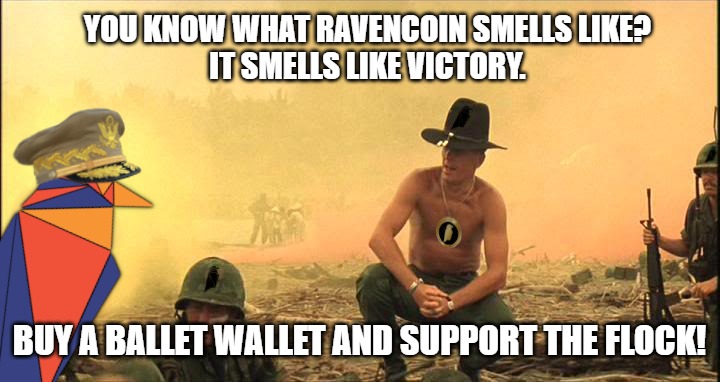 YOU KNOW WHAT RAVENCOIN SMELLS LIKE?
IT SMELLS LIKE VICTORY.
BUY A BALLET WALLET AND SUPPORT THE FLOCK!